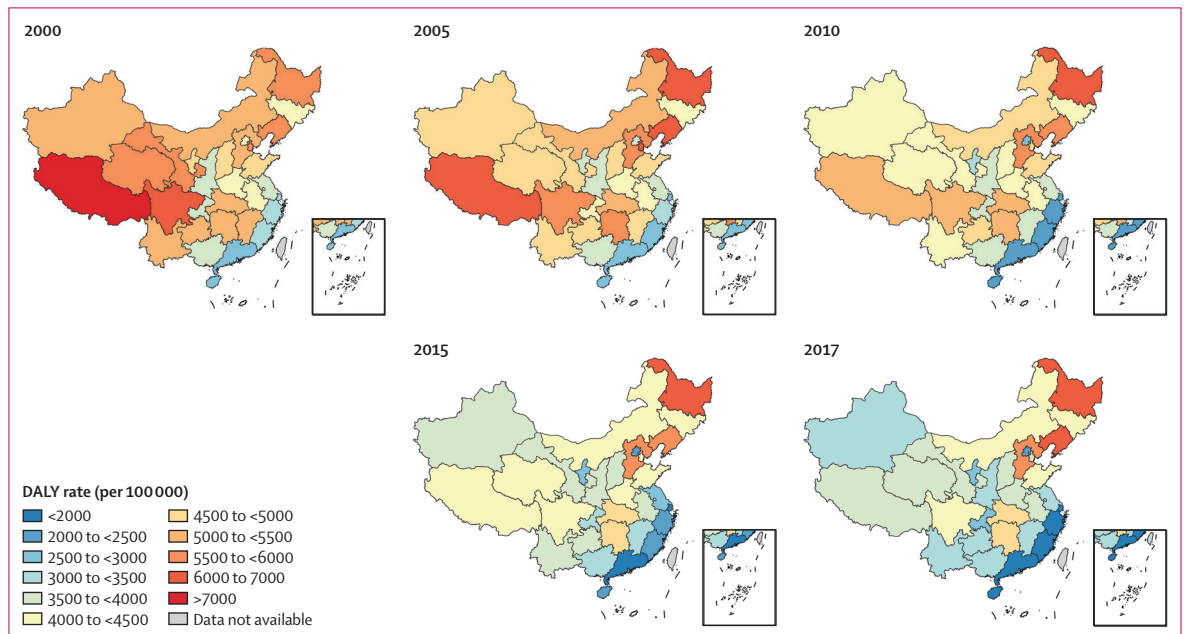 2000
2005
2010
2015
2017
DALY rate (per 100 000)
<2000
2000 to <2500
2500 to <3000
3000 to <3500
3500 to <4000
4000 to <4500
4500 to <5000
5000 to <5500
5500 to <6000
6000 to 7000
>7000
Data not available